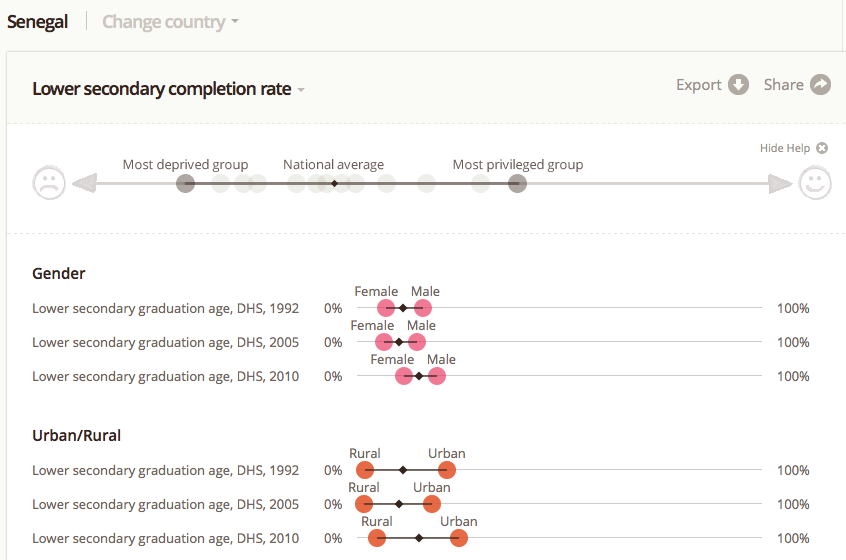 Senegal Change country
Lower secondary completion rate Export Share
Hide Help
Most deprived group National average Most privileged group
Gender
Female Male
Lower secondary graduation age, DHS, 1992 0% 100%
Female Male
Lower secondary graduation age, DHS, 2005 0% 100%
Female Male
Lower secondary graduation age, DHS, 2010 0% 100%
Urban/Rural
Rural Urban
Lower secondary graduation age, DHS, 1992 0% 100%
Rural Urban
Lower secondary graduation age, DHS, 2005 0% 100%
Rural Urban
Lower secondary graduation age, DHS, 2010 0% 100%